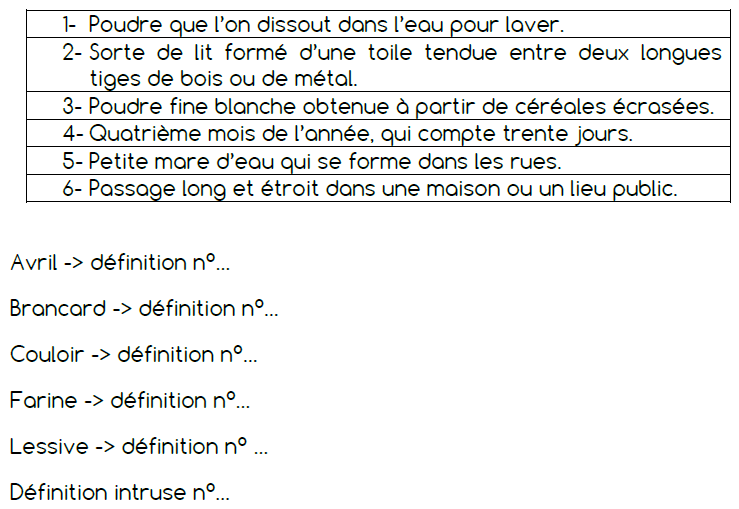 1- Poudre que l'on dissout dans l'eau pour laver.
2- Sorte de lit formé d'une toile tendue entre deux longues
tiges de bois ou de métal.
3- Poudre fine blanche obtenue à partir de céréales écrasées.
4- Quatrième mois de l'année, qui compte trente jours.
5- Petite mare d'eau qui se forme dans les rues.
6- Passage long et étroit dans une maison ou un lieu public.
Avril -> définition n°...
Brancard -> définition n°...
Couloir -> définition n°...
Farine -> définition n°...
Lessive -> définition n° ...
Définition intruse n°...